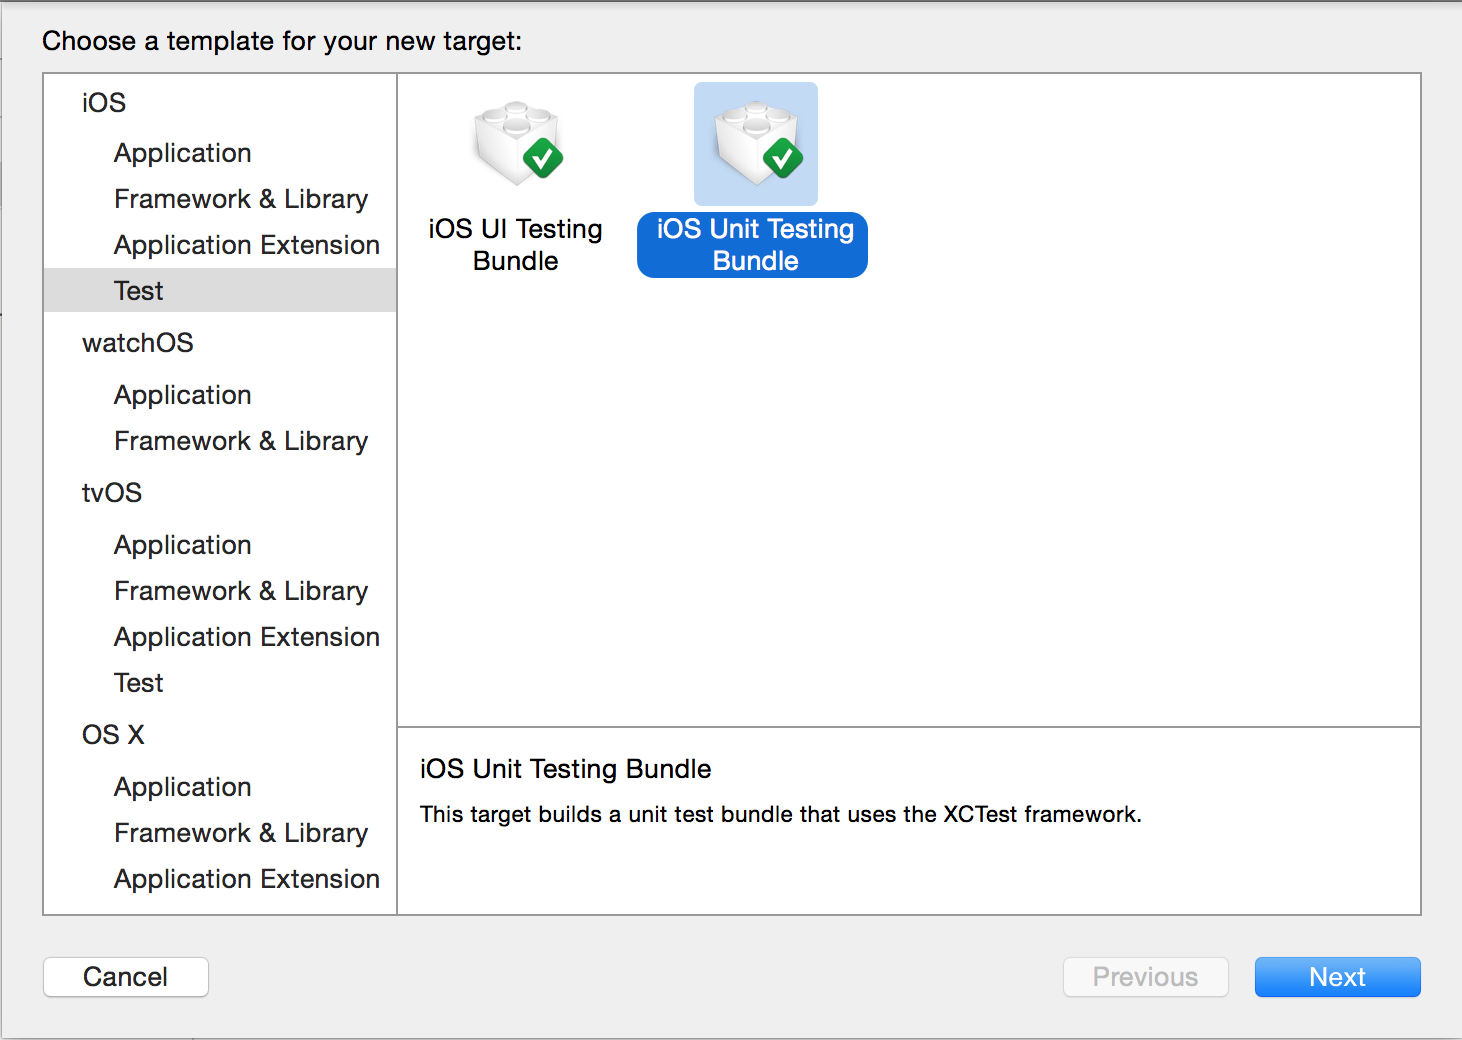 Choose a template for your new target:
iOS
Application
Framework & Library
Application Extension
Test
watchOS
Application
Framework & Library
tvOS
Application
Framework & Library
Application Extension
Test
OS X
Application
Framework & Library
Application Extension
iOS UI Testing
Bundle
iOS Unit Testing
Bundle
iOS Unit Testing Bundle
This target builds a unit test bundle that uses the XCTest framework.
Cancel
Previous
Next